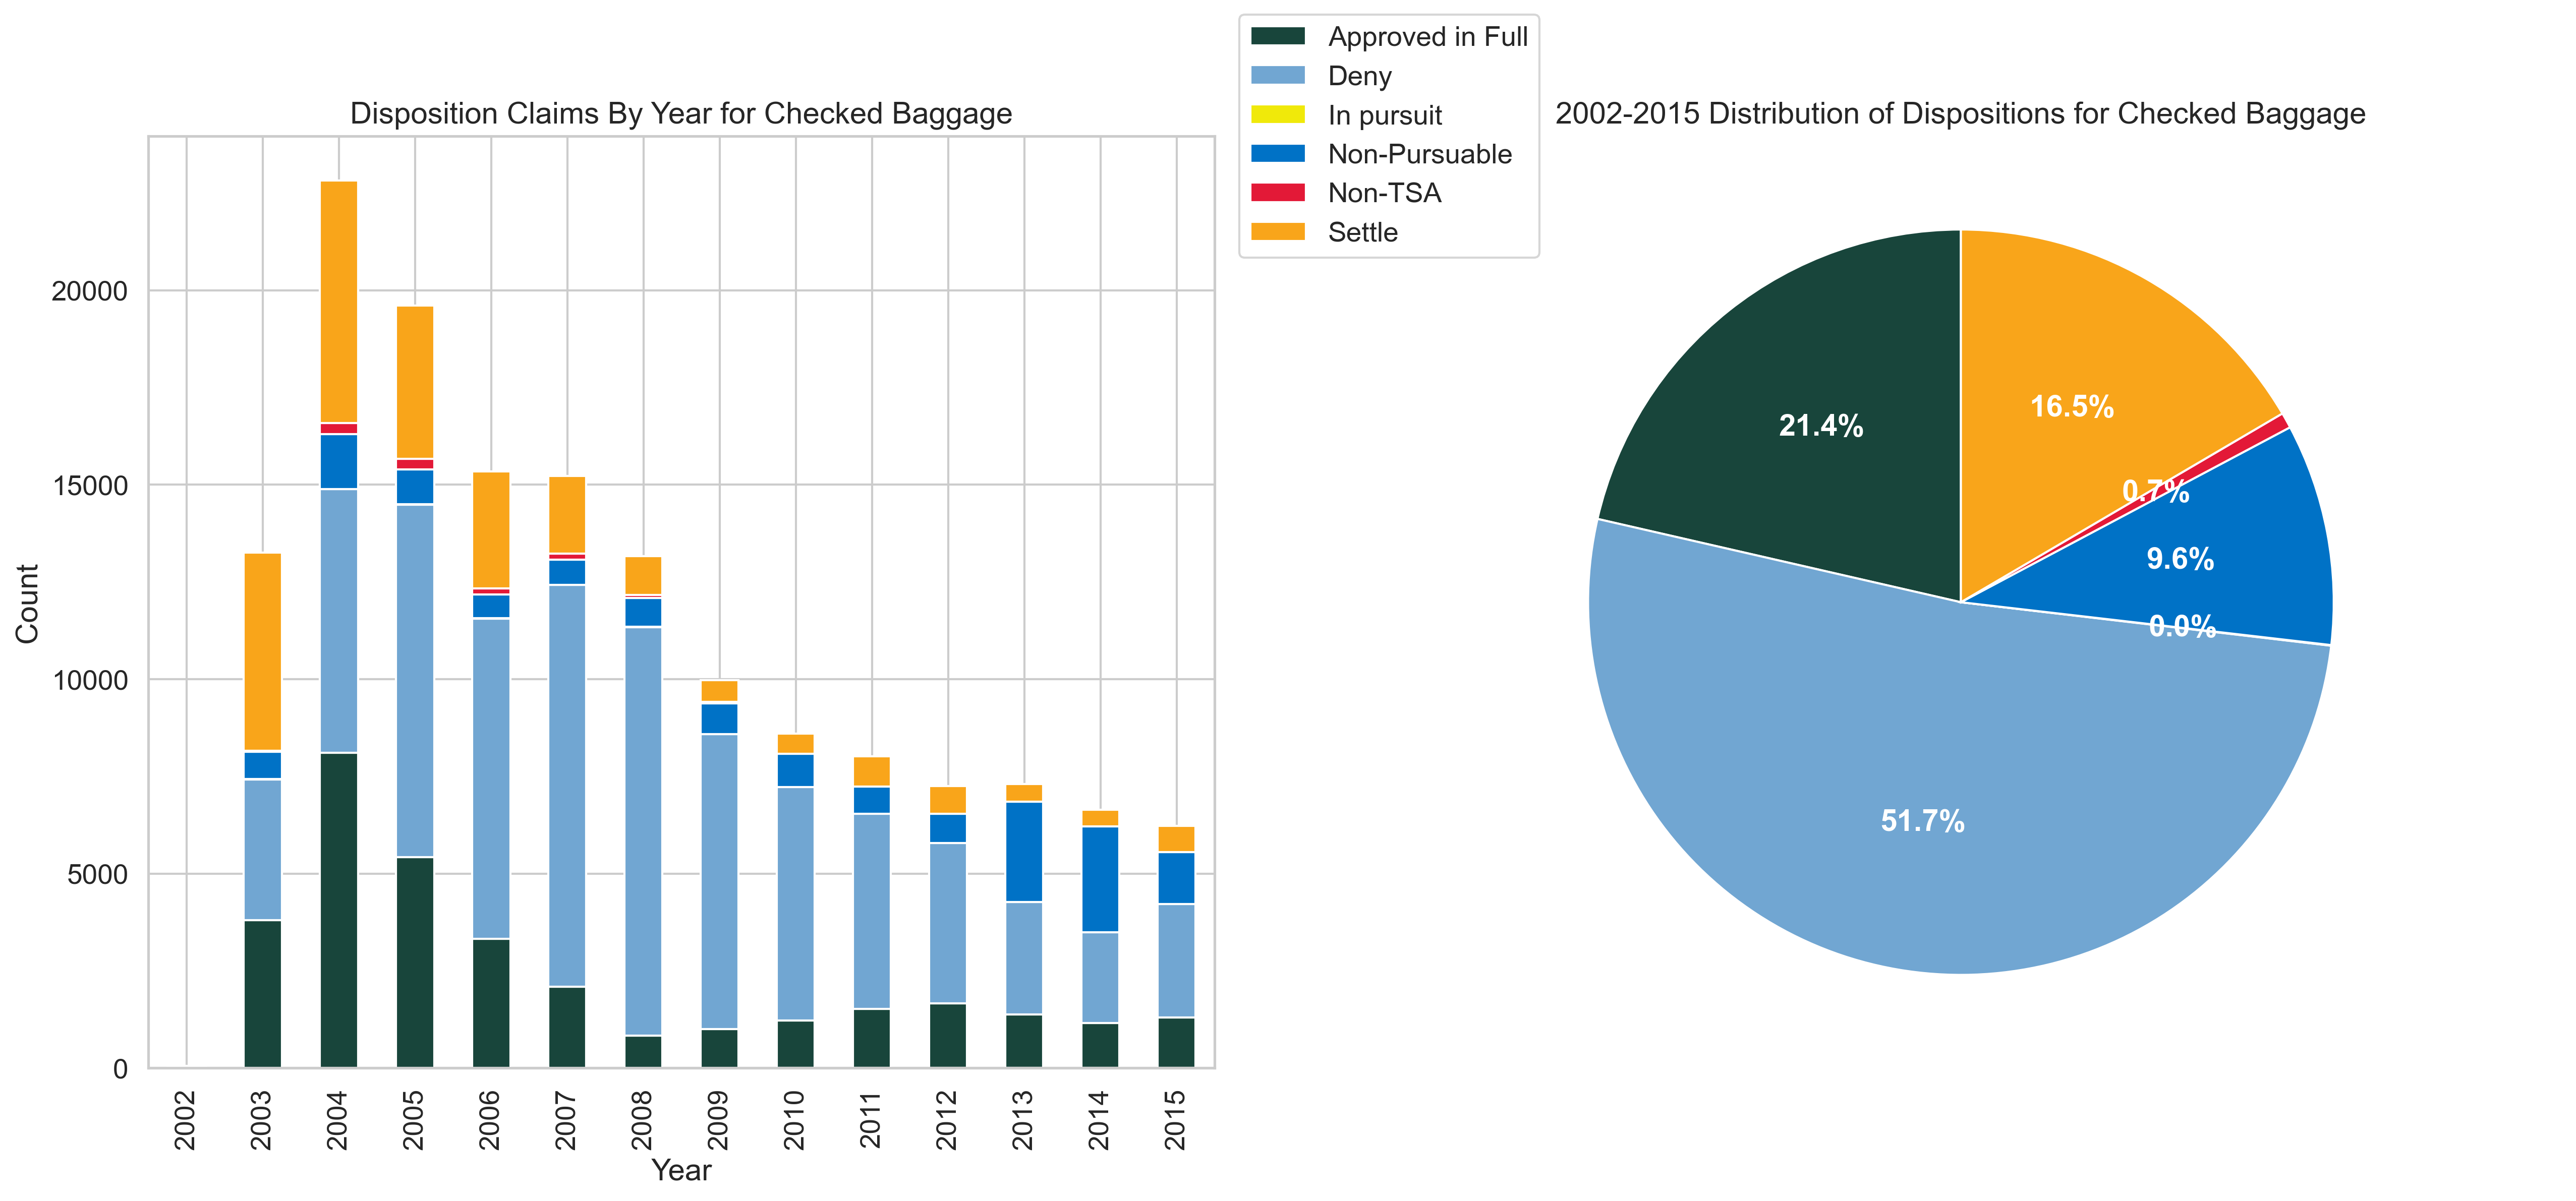 Approved in Full
Deny
In pursuit
Non-Pursuable
Non-TSA
Settle
Disposition Claims By Year for Checked Baggage
Count
20000
15000
10000
5000
0
2002
2003
2004
2005
2006
2007
2008
2009
2010
2011
2012
2013
2014
2015
Year
2002-2015 Distribution of Dispositions for Checked Baggage
21.4%
16.5%
0.7%
9.6%
0.0%
51.7%